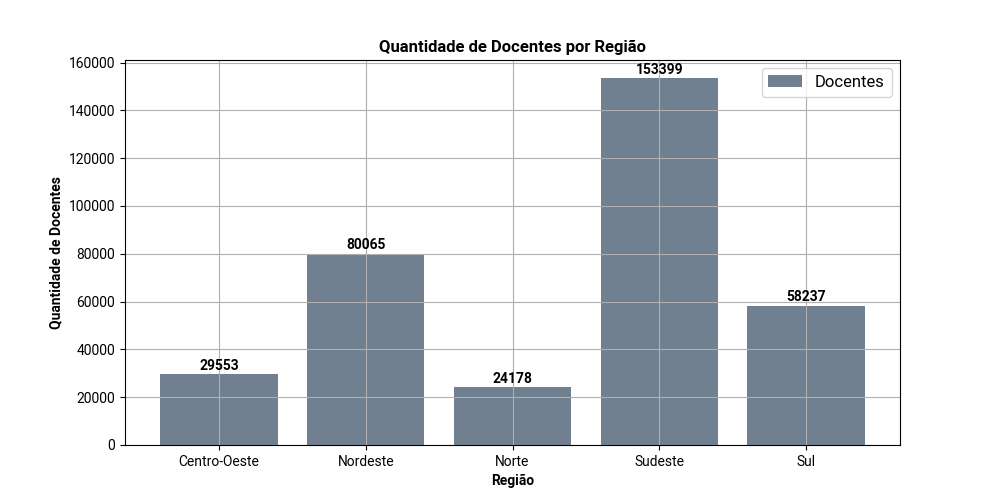 Quantidade de Docentes por Região
160000
140000
120000
100000
80000
60000
40000
20000
0
Quantidade de Docentes
153399
80065
58237
29553
24178
Docentes
Centro-Oeste
Nordeste
Norte
Sudeste
Sul
Região